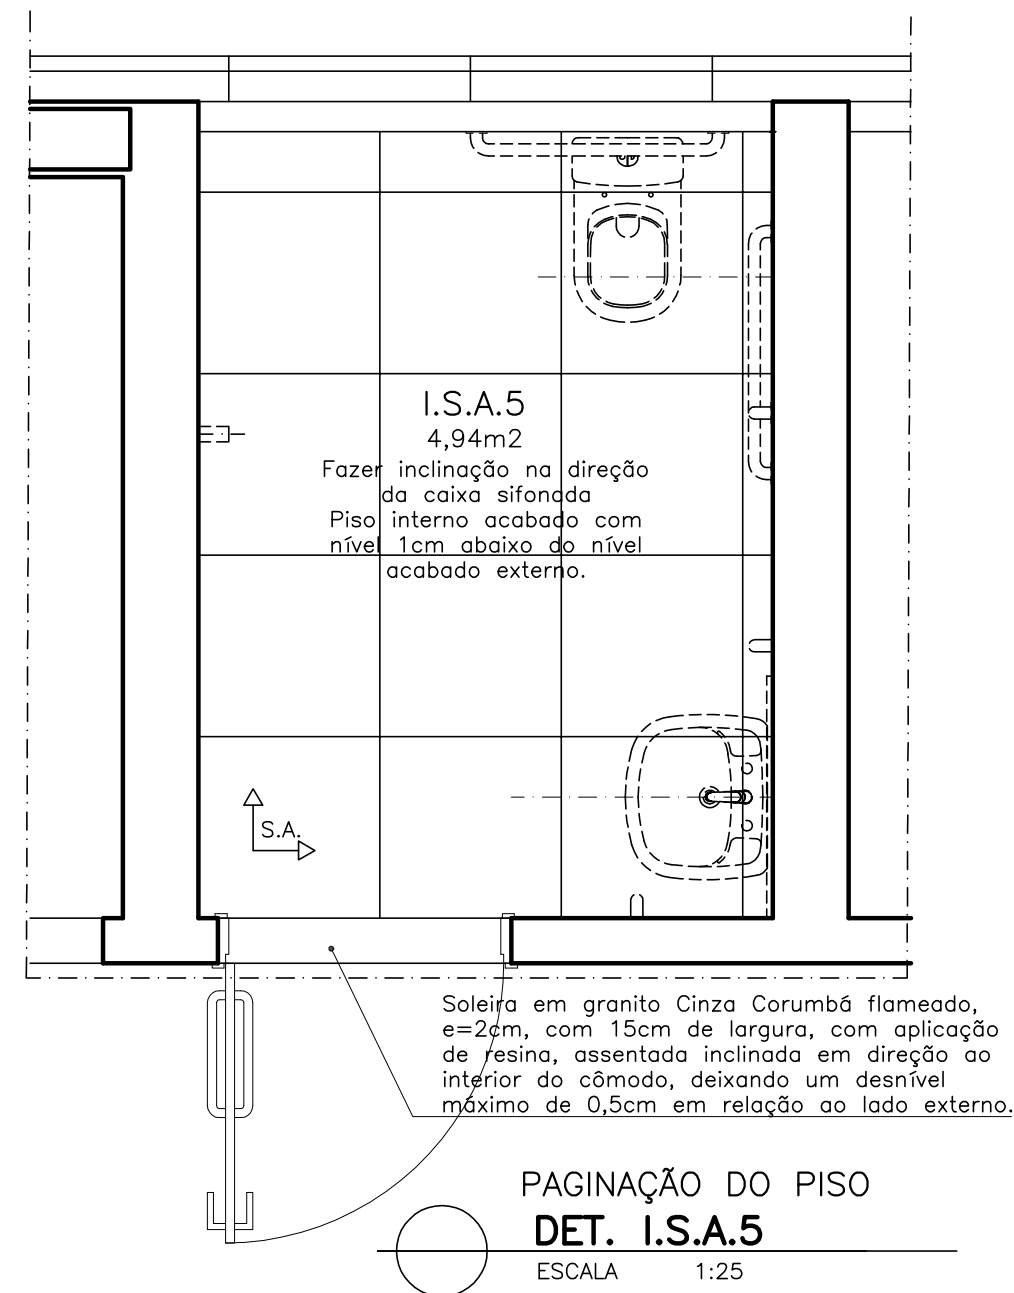 I.S.A.5
4,94m2
Fazer inclinação na direção
da caixa sifonada
Piso interno acabado com
nível 1cm abaixo do nível
acabado externo.
S.A.
Soleira em granito Cinza Corumbá flameado,
e=2cm, com 15cm de largura, com aplicação
de resina, assentada inclinada em direção ao
interior do cômodo, deixando um desnível
máximo de 0,5cm em relação ao lado externo.
PAGINAÇÃO DO PISO
DET. I.S.A.5
ESCALA 1:25